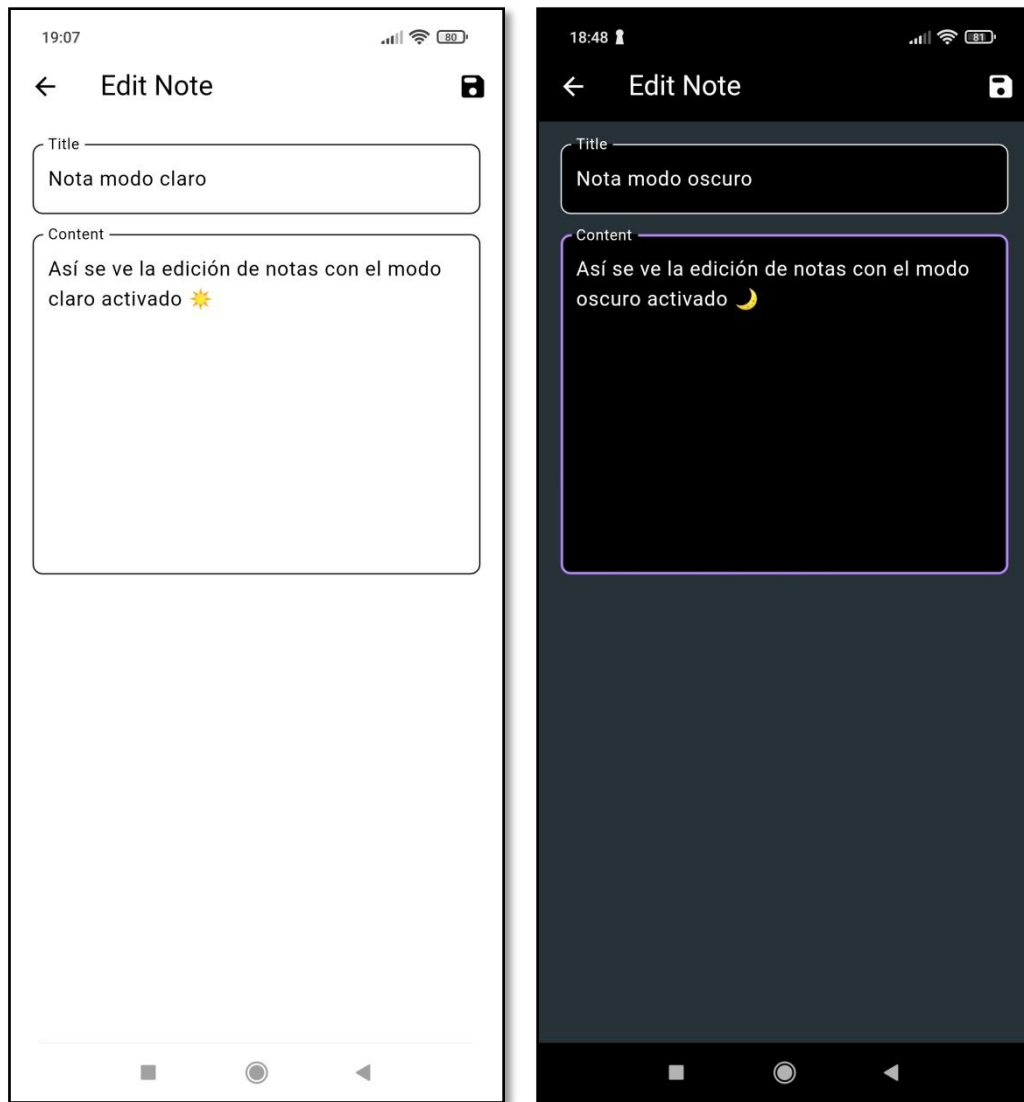 19:07
80
Edit Note
Title
Nota modo claro
Content
Así se ve la edición de notas con el modo
claro activado ☀️
18:48
81
Edit Note
Title
Nota modo oscuro
Content
Así se ve la edición de notas con el modo
oscuro activado 🌙